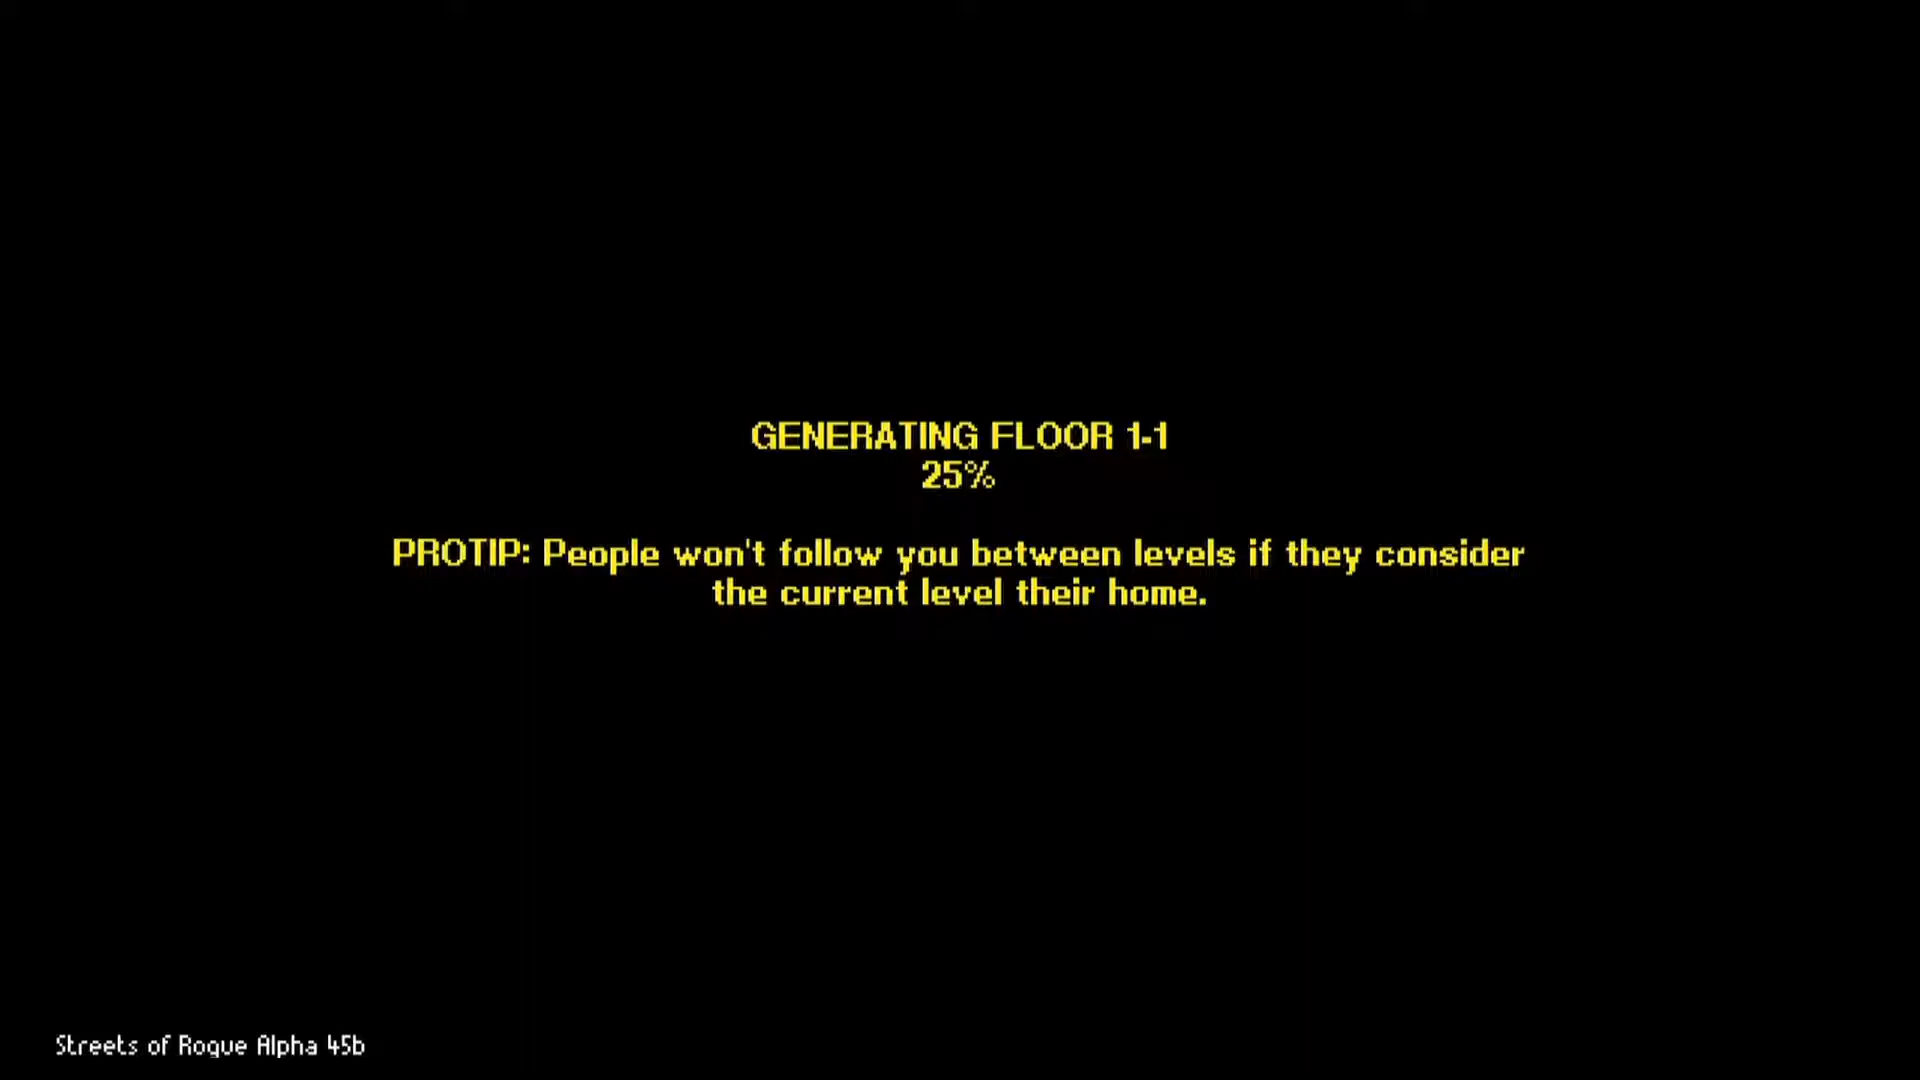 GENERATING FLOOR 1-1
25%
PROTIP: People won't follow you between levels if they consider
the current level their home.
Streets of Rogue Alpha 45b